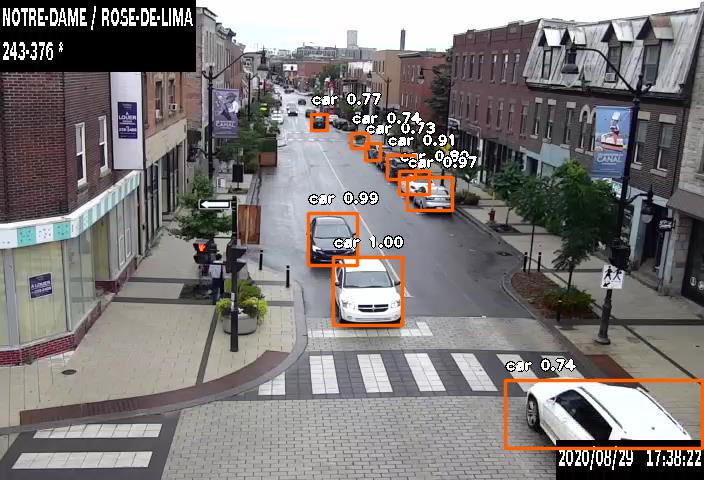 NOTRE-DAME / ROSE-DE-LIMA
243-376 *
car 0.77
car 0.74
car 0.73
car 0.91
car 0.97
car 0.99
car 1.00
car 0.74
À LOUER
CANAL
CANAL
2020/08/29 17:38:22